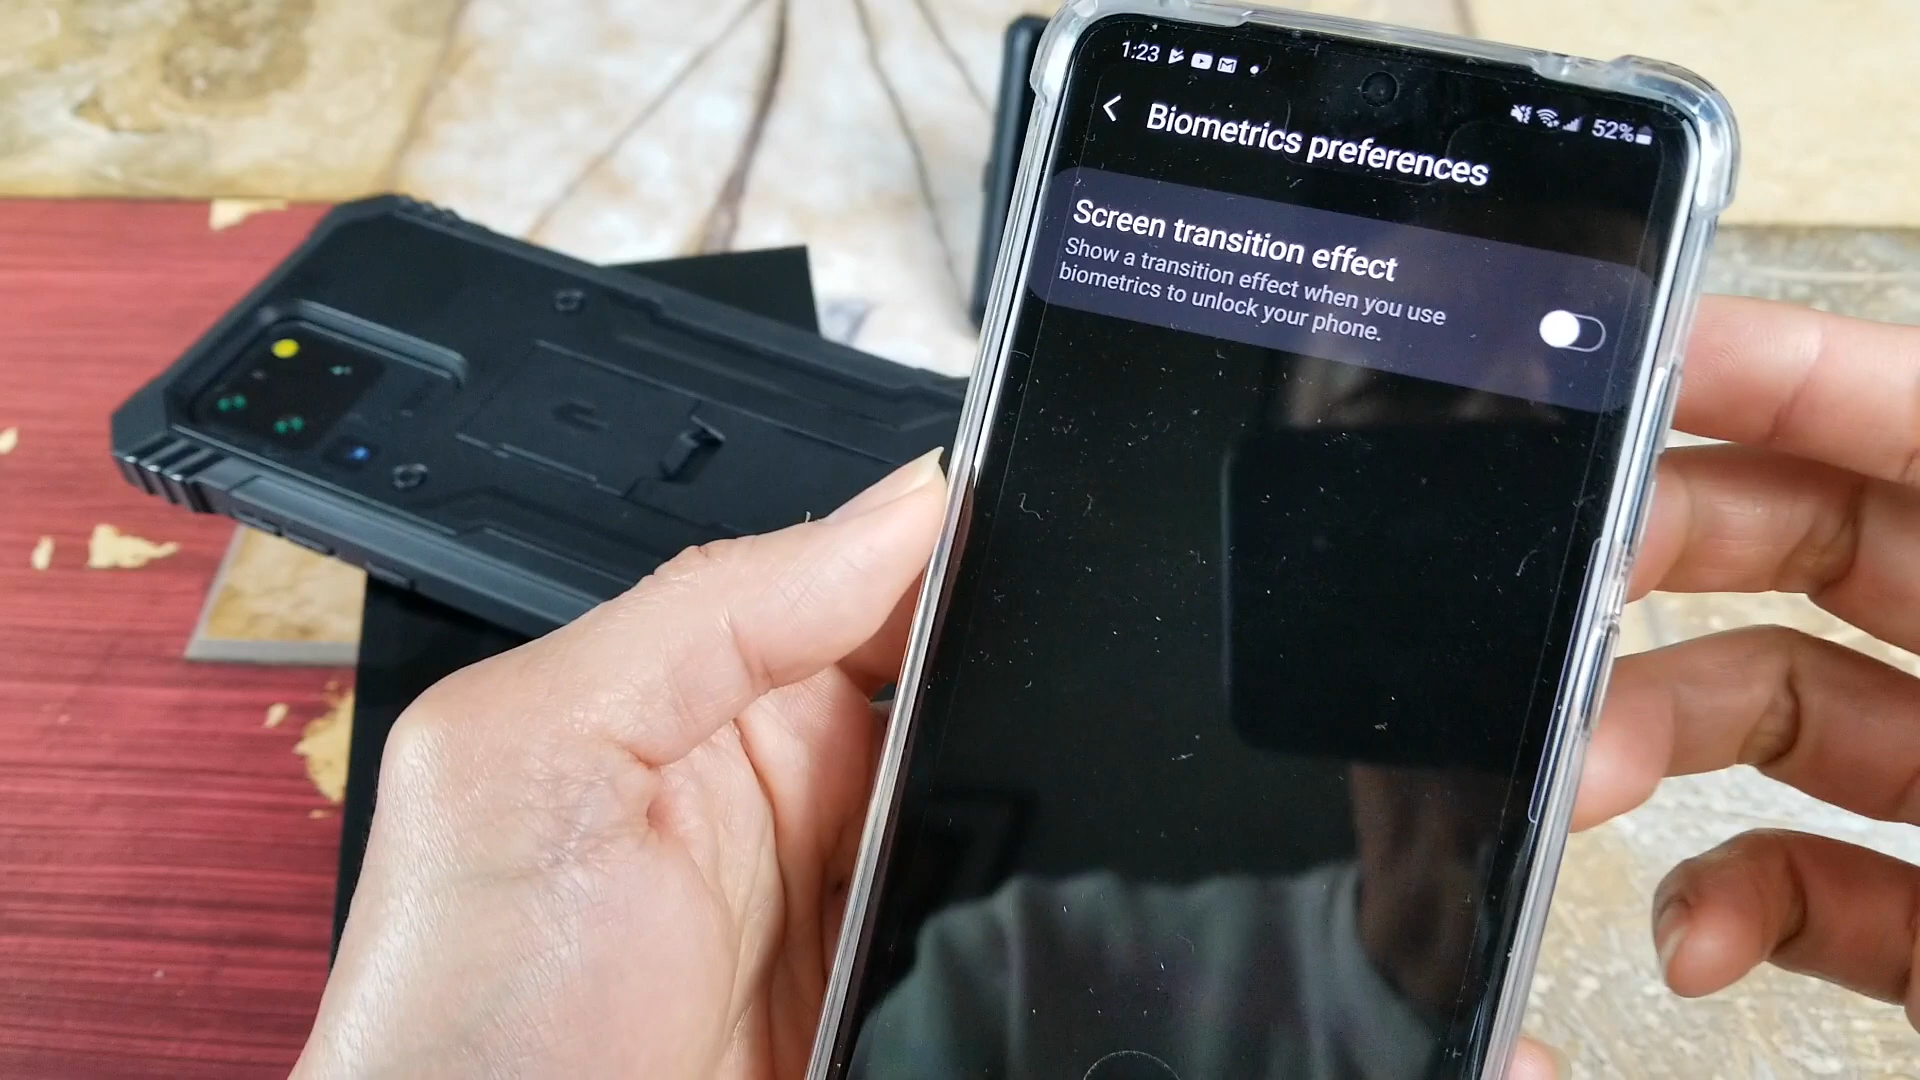 1:23
52%
Biometrics preferences
Screen transition effect
Show a transition effect when you use
biometrics to unlock your phone.